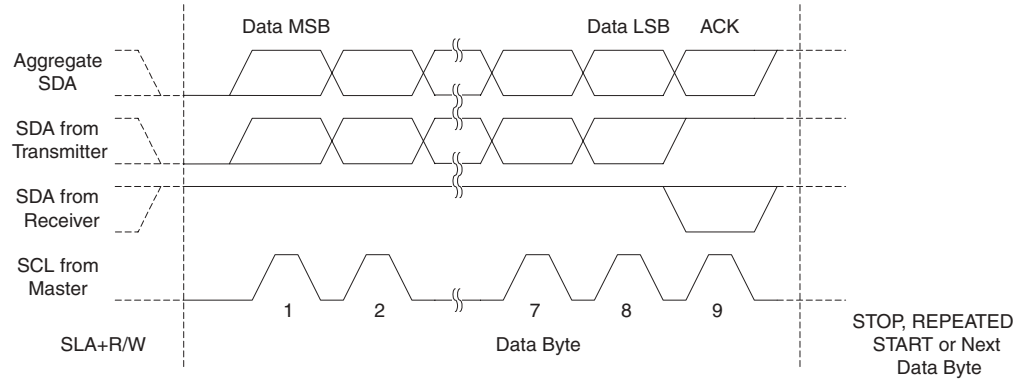 Data MSB
Data LSB
ACK
Aggregate
SDA
SDA from
Transmitter
SDA from
Receiver
SCL from
Master
1
2
7
8
9
SLA+R/W
Data Byte
STOP, REPEATED
START or Next
Data Byte